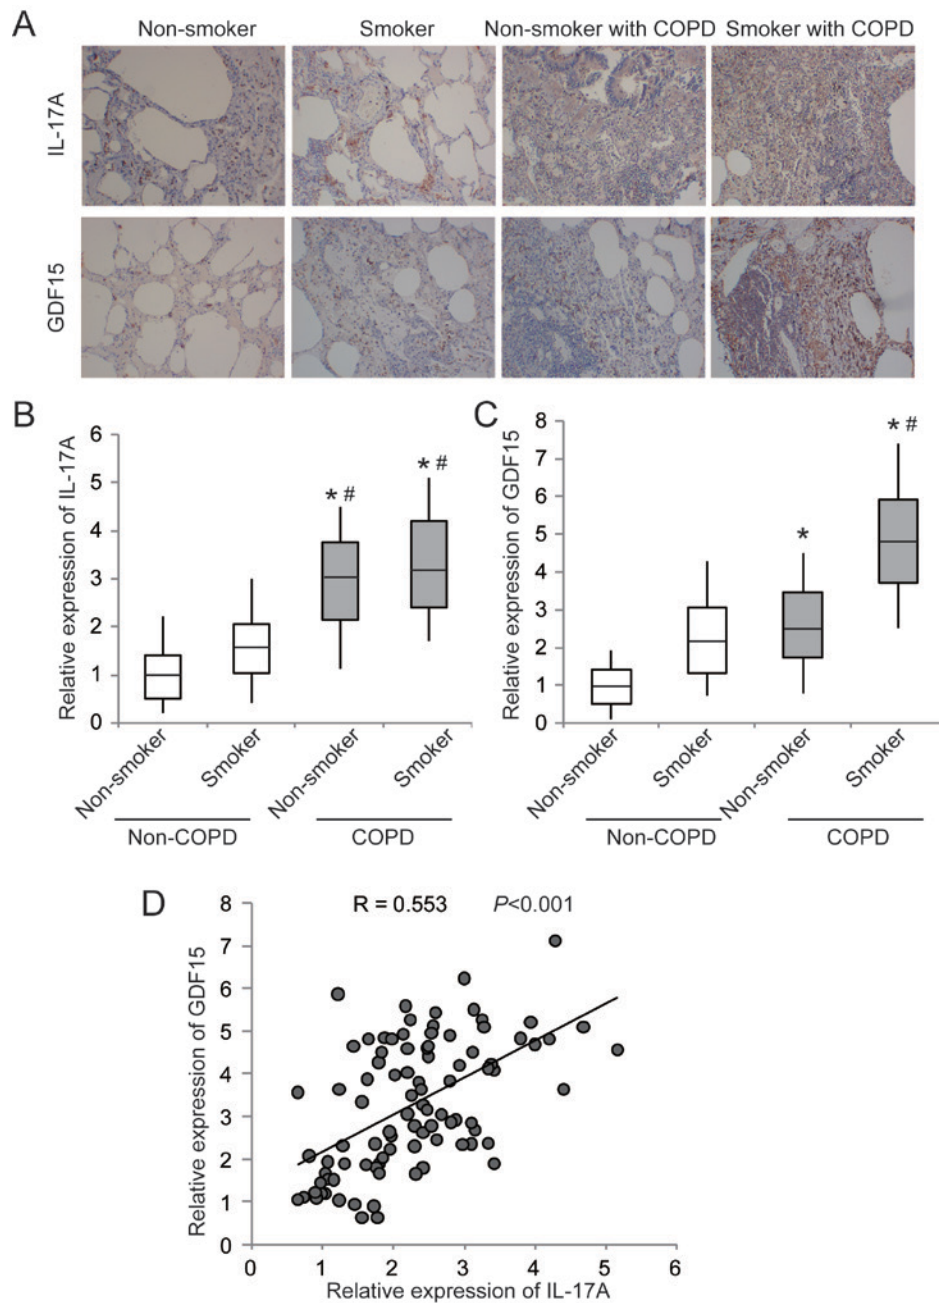 A
Non-smoker Smoker Non-smoker with COPD Smoker with COPD
IL-17A
GDF15
B
Relative expression of IL-17A
6
5
4
3
2
1
0
* #
* #
Non-smoker
Smoker
Non-smoker
Smoker
Non-COPD
COPD
C
Relative expression of GDF15
8
7
6
5
4
3
2
1
0
*
* #
Non-smoker
Smoker
Non-smoker
Smoker
Non-COPD
COPD
D
R = 0.553 P<0.001
Relative expression of GDF15
8
7
6
5
4
3
2
1
0
0 1 2 3 4 5 6
Relative expression of IL-17A